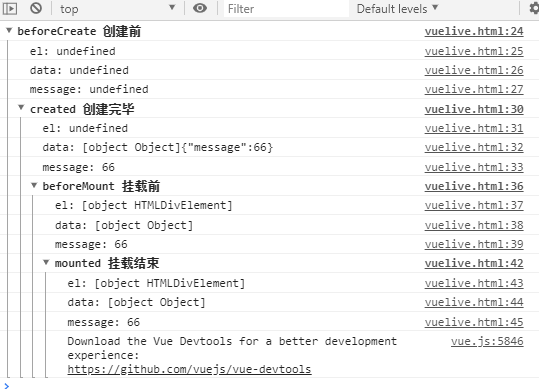 top Filter Default levels
beforeCreate 创建前 vuelive.html:24
el: undefined vuelive.html:25
data: undefined vuelive.html:26
message: undefined vuelive.html:27
created 创建完毕 vuelive.html:30
el: undefined vuelive.html:31
data: [object Object]{"message":66} vuelive.html:32
message: 66 vuelive.html:33
beforeMount 挂载前 vuelive.html:36
el: [object HTMLDivElement] vuelive.html:37
data: [object Object] vuelive.html:38
message: 66 vuelive.html:39
mounted 挂载结束 vuelive.html:42
el: [object HTMLDivElement] vuelive.html:43
data: [object Object] vuelive.html:44
message: 66 vuelive.html:45
Download the Vue Devtools for a better development vue.js:5846
experience:
https://github.com/vuejs/vue-devtools